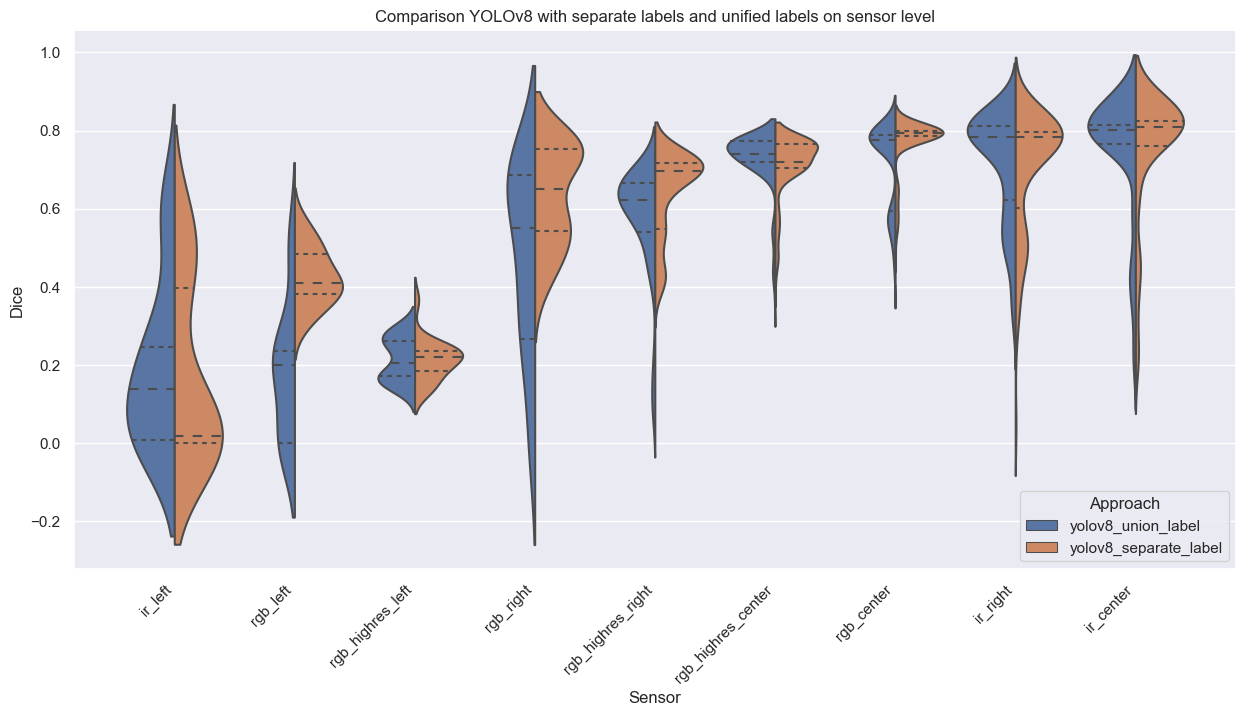 Comparison YOLOv8 with separate labels and unified labels on sensor level
Dice
1.0
0.8
0.6
0.4
0.2
0.0
−0.2
ir_left
rgb_left
rgb_highres_left
rgb_right
rgb_highres_right
rgb_highres_center
rgb_center
ir_right
ir_center
Sensor
Approach
yolov8_union_label
yolov8_separate_label